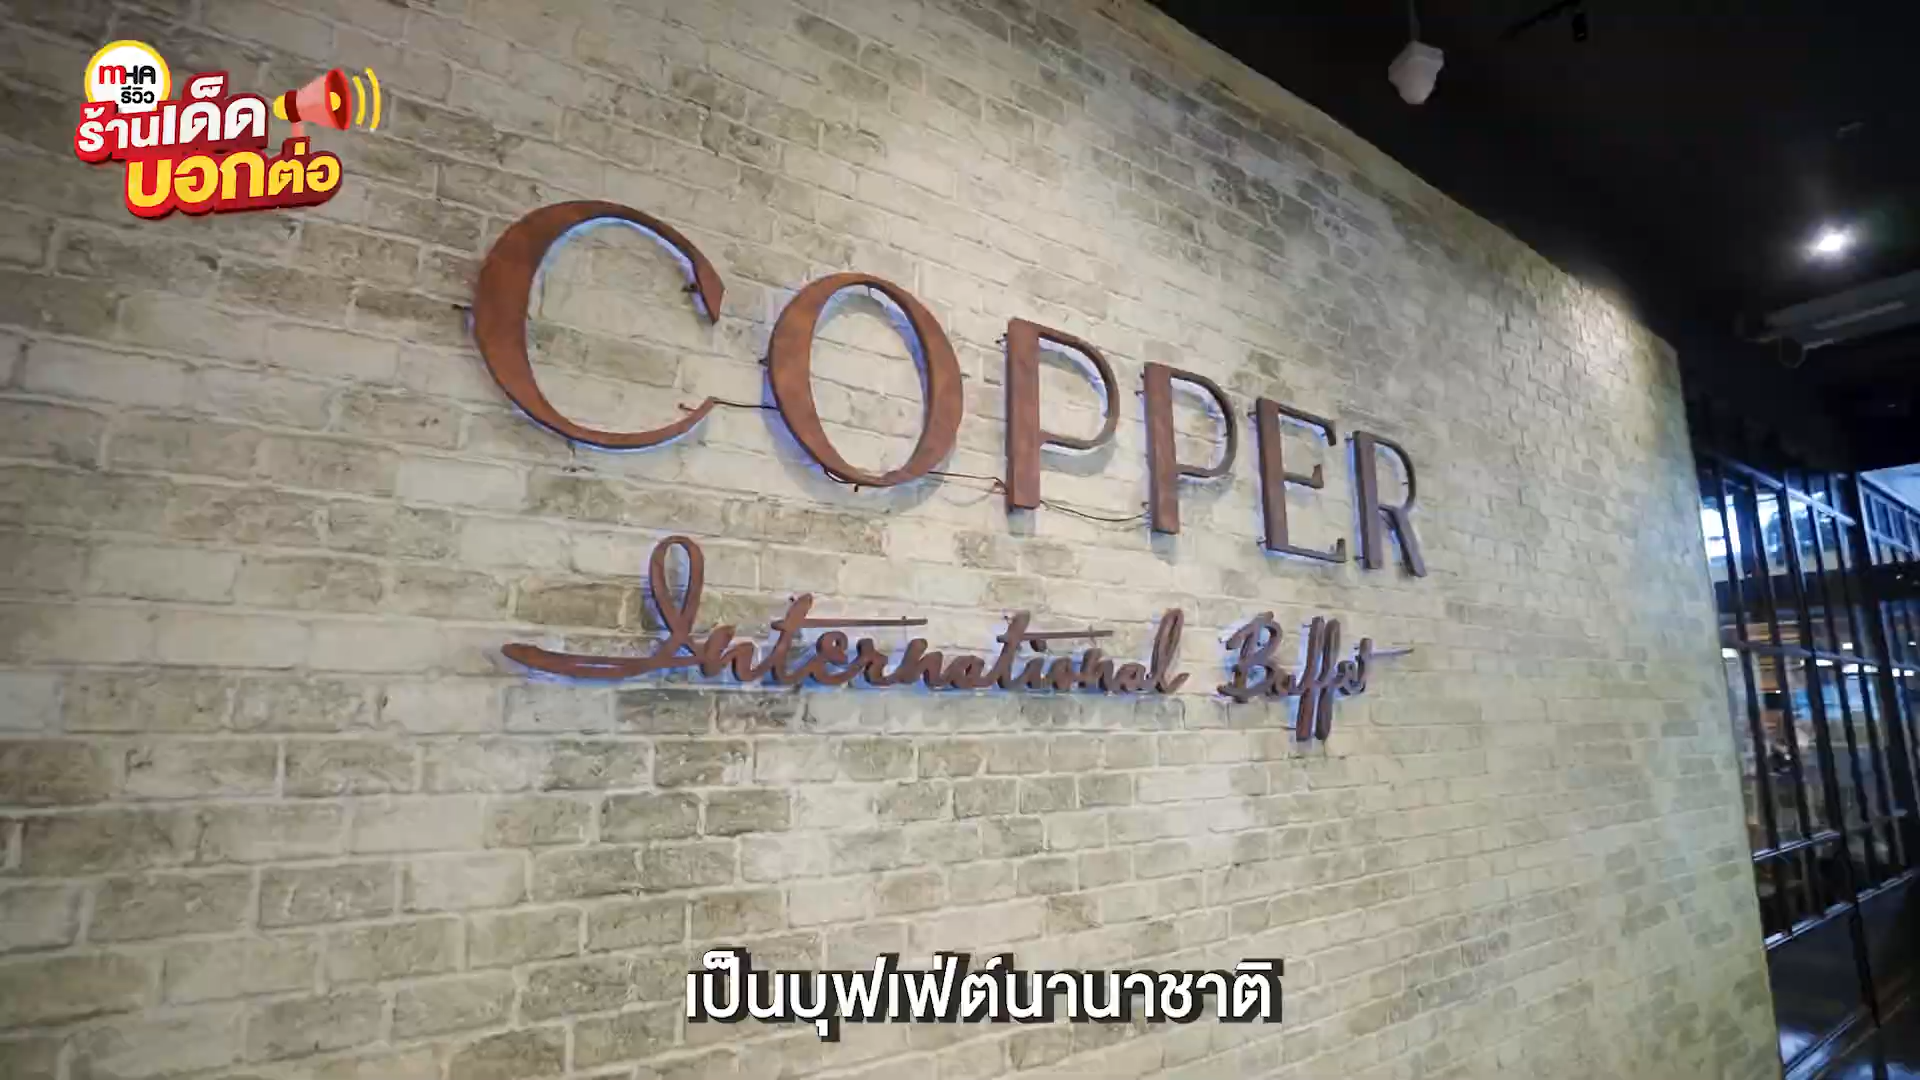 mHA
รีวิว
ร้านเด็ด
บอกต่อ
COPPER
International Buffet
เป็นบุฟเฟ่ต์นานาชาติ